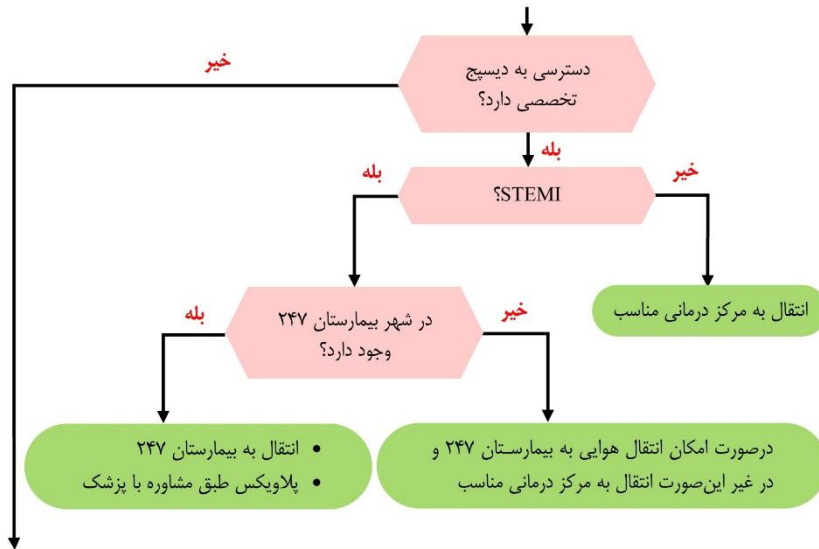 دسترسی به دیسپچ
تخصصی دارد؟
خیر
بله
STEMI؟
بله
خیر
انتقال به مرکز درمانی مناسب
در شهر بیمارستان ۲۴۷
وجود دارد؟
خیر
بله
درصورت امکان انتقال هوایی به بیمارستان ۲۴۷ و
در غیر این‌صورت انتقال به مرکز درمانی مناسب
• انتقال به بیمارستان ۲۴۷
• پلاویکس طبق مشاوره با پزشک